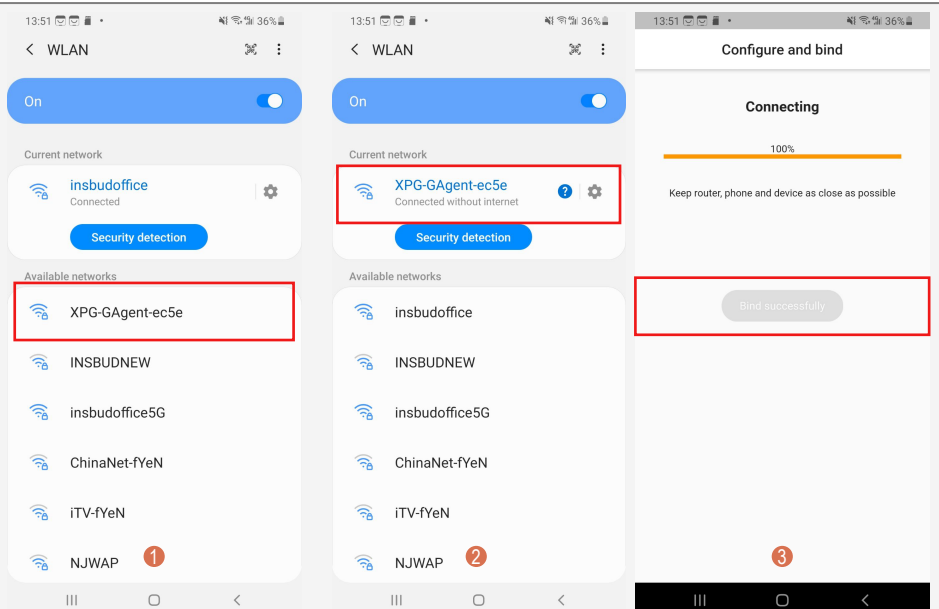 13:51
36%
WLAN
On
Current network
insbudoffice
Connected
Security detection
Available networks
XPG-GAgent-ec5e
INSBUDNEW
insbudoffice5G
ChinaNet-fYeN
iTV-fYeN
NJWAP
1
13:51
36%
WLAN
On
Current network
XPG-GAgent-ec5e
Connected without internet
?
Security detection
Available networks
insbudoffice
INSBUDNEW
insbudoffice5G
ChinaNet-fYeN
iTV-fYeN
NJWAP
2
13:51
36%
Configure and bind
Connecting
100%
Keep router, phone and device as close as possible
Bind successfully
3